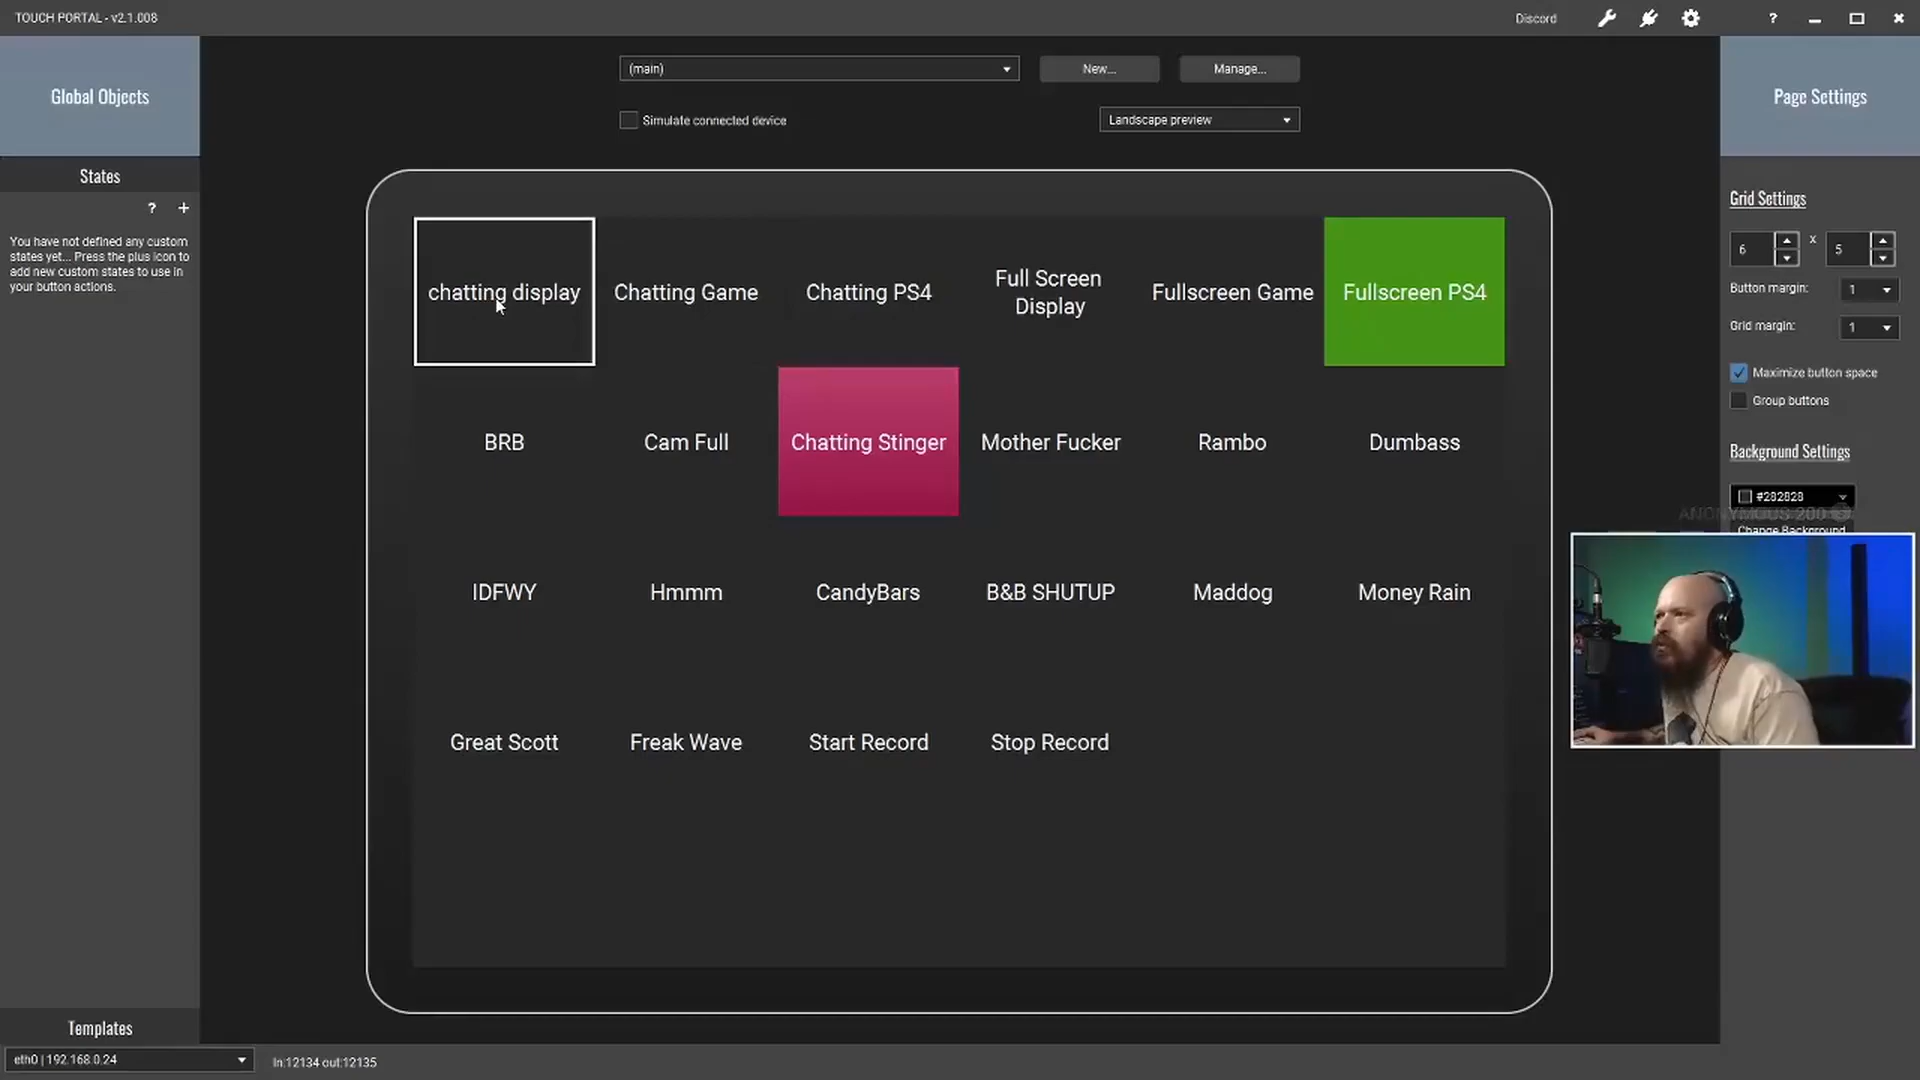 TOUCH PORTAL - v2.1.008
Discord
?
Global Objects
(main)
New...
Manage...
Page Settings
Simulate connected device
Landscape preview
States
? +
You have not defined any custom
states yet... Press the plus icon to
add new custom states to use in
your button actions.
Grid Settings
6 x 5
Button margin: 1
Grid margin: 1
Maximize button space
Group buttons
Background Settings
#282828
ANONYMOUS 200
Change Background
chatting display
Chatting Game
Chatting PS4
Full Screen
Display
Fullscreen Game
Fullscreen PS4
BRB
Cam Full
Chatting Stinger
Mother Fucker
Rambo
Dumbass
IDFWY
Hmmm
CandyBars
B&B SHUTUP
Maddog
Money Rain
Great Scott
Freak Wave
Start Record
Stop Record
Templates
eth0 | 192.168.0.24
In:12134 out:12135